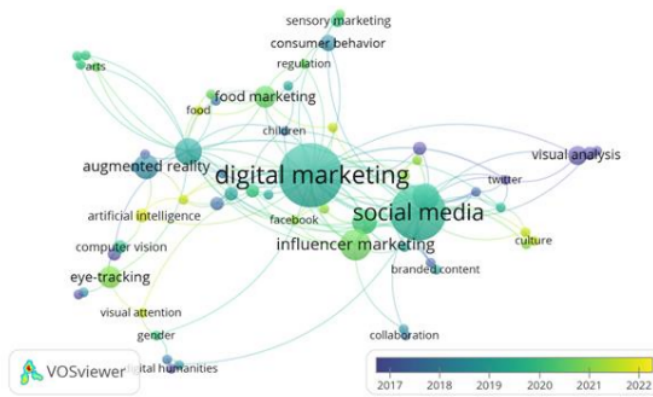 sensory marketing
consumer behavior
regulation
arts
food marketing
food
children
augmented reality
digital marketing
visual analysis
twitter
artificial intelligence
facebook
social media
culture
computer vision
influencer marketing
eye-tracking
branded content
visual attention
gender
collaboration
digital humanities
VOSviewer
2017 2018 2019 2020 2021 2022